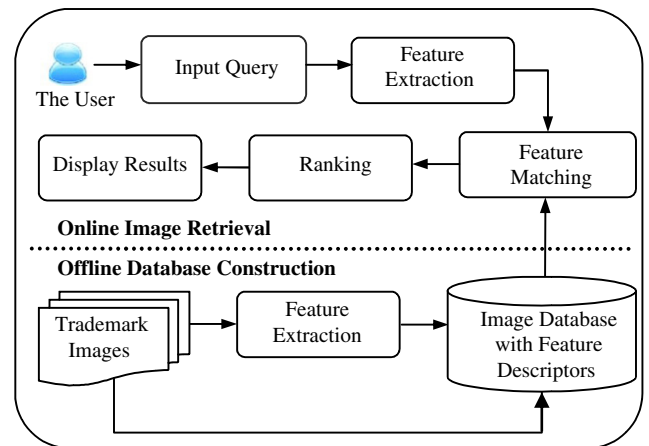 The User
Input Query
Feature
Extraction
Display Results
Ranking
Feature
Matching
Online Image Retrieval
Offline Database Construction
Trademark
Images
Feature
Extraction
Image Database
with Feature
Descriptors